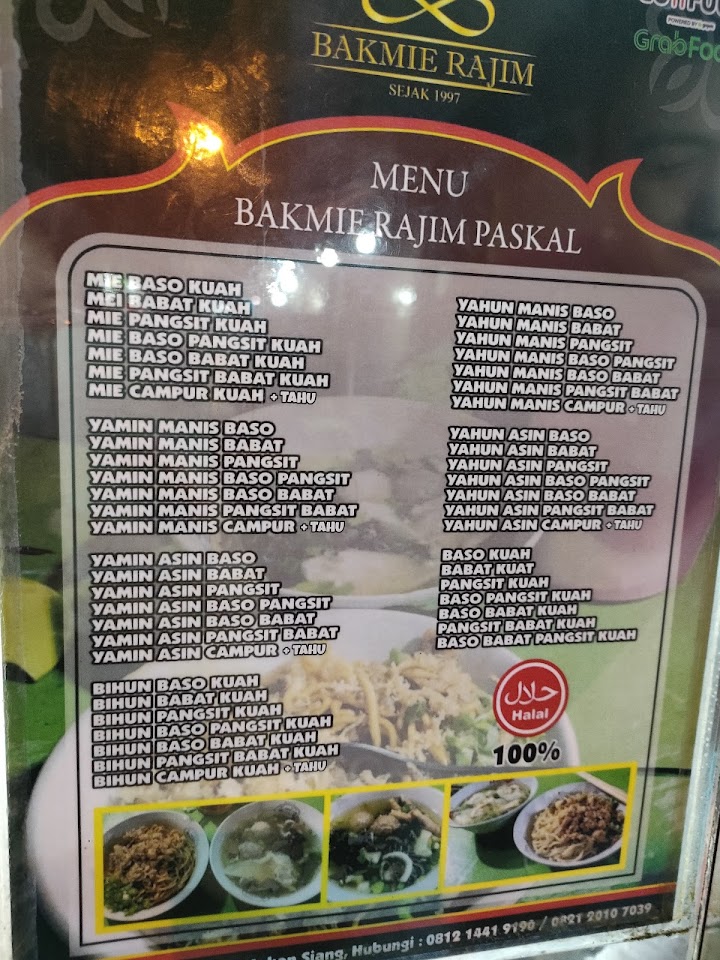 POWERED BY
GrabFood
BAKMIE RAJIM
SEJAK 1997
MENU
BAKMIE RAJIM PASKAL
MIE BASO KUAH
MEI BABAT KUAH
MIE PANGSIT KUAH
MIE BASO PANGSIT KUAH
MIE BASO BABAT KUAH
MIE PANGSIT BABAT KUAH
MIE CAMPUR KUAH + TAHU
YAMIN MANIS BASO
YAMIN MANIS BABAT
YAMIN MANIS PANGSIT
YAMIN MANIS BASO PANGSIT
YAMIN MANIS BASO BABAT
YAMIN MANIS PANGSIT BABAT
YAMIN MANIS CAMPUR + TAHU
YAMIN ASIN BASO
YAMIN ASIN BABAT
YAMIN ASIN PANGSIT
YAMIN ASIN BASO PANGSIT
YAMIN ASIN BASO BABAT
YAMIN ASIN PANGSIT BABAT
YAMIN ASIN CAMPUR + TAHU
BIHUN BASO KUAH
BIHUN BABAT KUAH
BIHUN PANGSIT KUAH
BIHUN BASO PANGSIT KUAH
BIHUN BASO BABAT KUAH
BIHUN PANGSIT BABAT KUAH
BIHUN CAMPUR KUAH + TAHU
YAHUN MANIS BASO
YAHUN MANIS BABAT
YAHUN MANIS PANGSIT
YAHUN MANIS BASO PANGSIT
YAHUN MANIS BASO BABAT
YAHUN MANIS PANGSIT BABAT
YAHUN MANIS CAMPUR + TAHU
YAHUN ASIN BASO
YAHUN ASIN BABAT
YAHUN ASIN PANGSIT
YAHUN ASIN BASO PANGSIT
YAHUN ASIN BASO BABAT
YAHUN ASIN PANGSIT BABAT
YAHUN ASIN CAMPUR + TAHU
BASO KUAH
BABAT KUAT
PANGSIT KUAH
BASO PANGSIT KUAH
BASO BABAT KUAH
PANGSIT BABAT KUAH
BASO BABAT PANGSIT KUAH
حلال
Halal
100%
Siang, Hubungi : 0812 1441 9190 / 0821 2010 7039